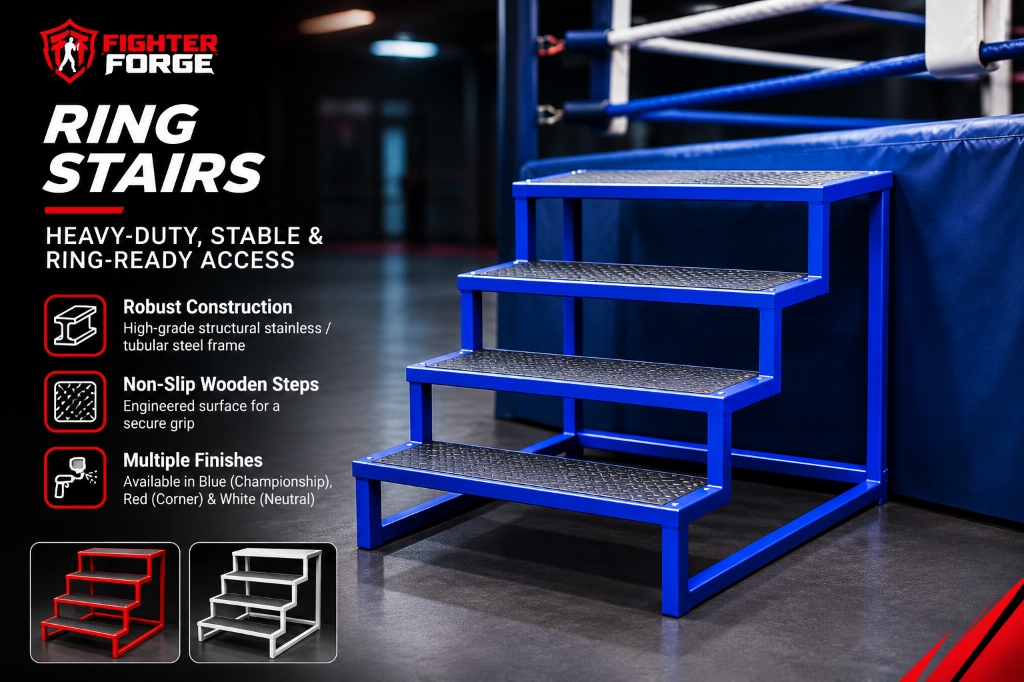 FIGHTER
FORGE
RING
STAIRS
HEAVY-DUTY, STABLE &
RING-READY ACCESS
Robust Construction
High-grade structural stainless /
tubular steel frame
Non-Slip Wooden Steps
Engineered surface for a
secure grip
Multiple Finishes
Available in Blue (Championship),
Red (Corner) & White (Neutral)